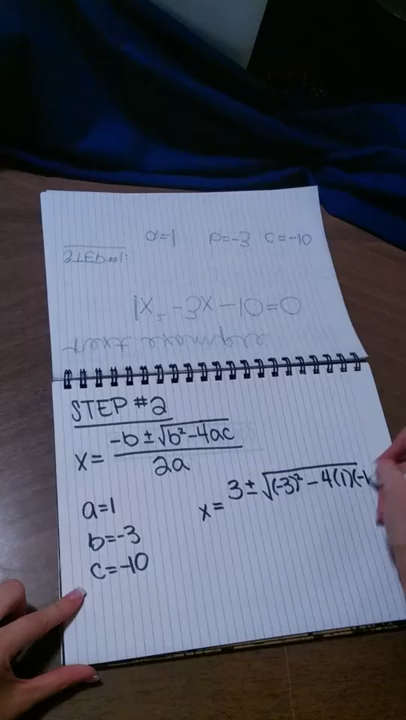 STEP #1:
a=1 b=-3 c=-10
1x² -3x -10=0
STEP #2
x= -b ± √b²-4ac / 2a
a=1
b=-3
c=-10
x= 3 ± √(-3)² - 4(1)(-1